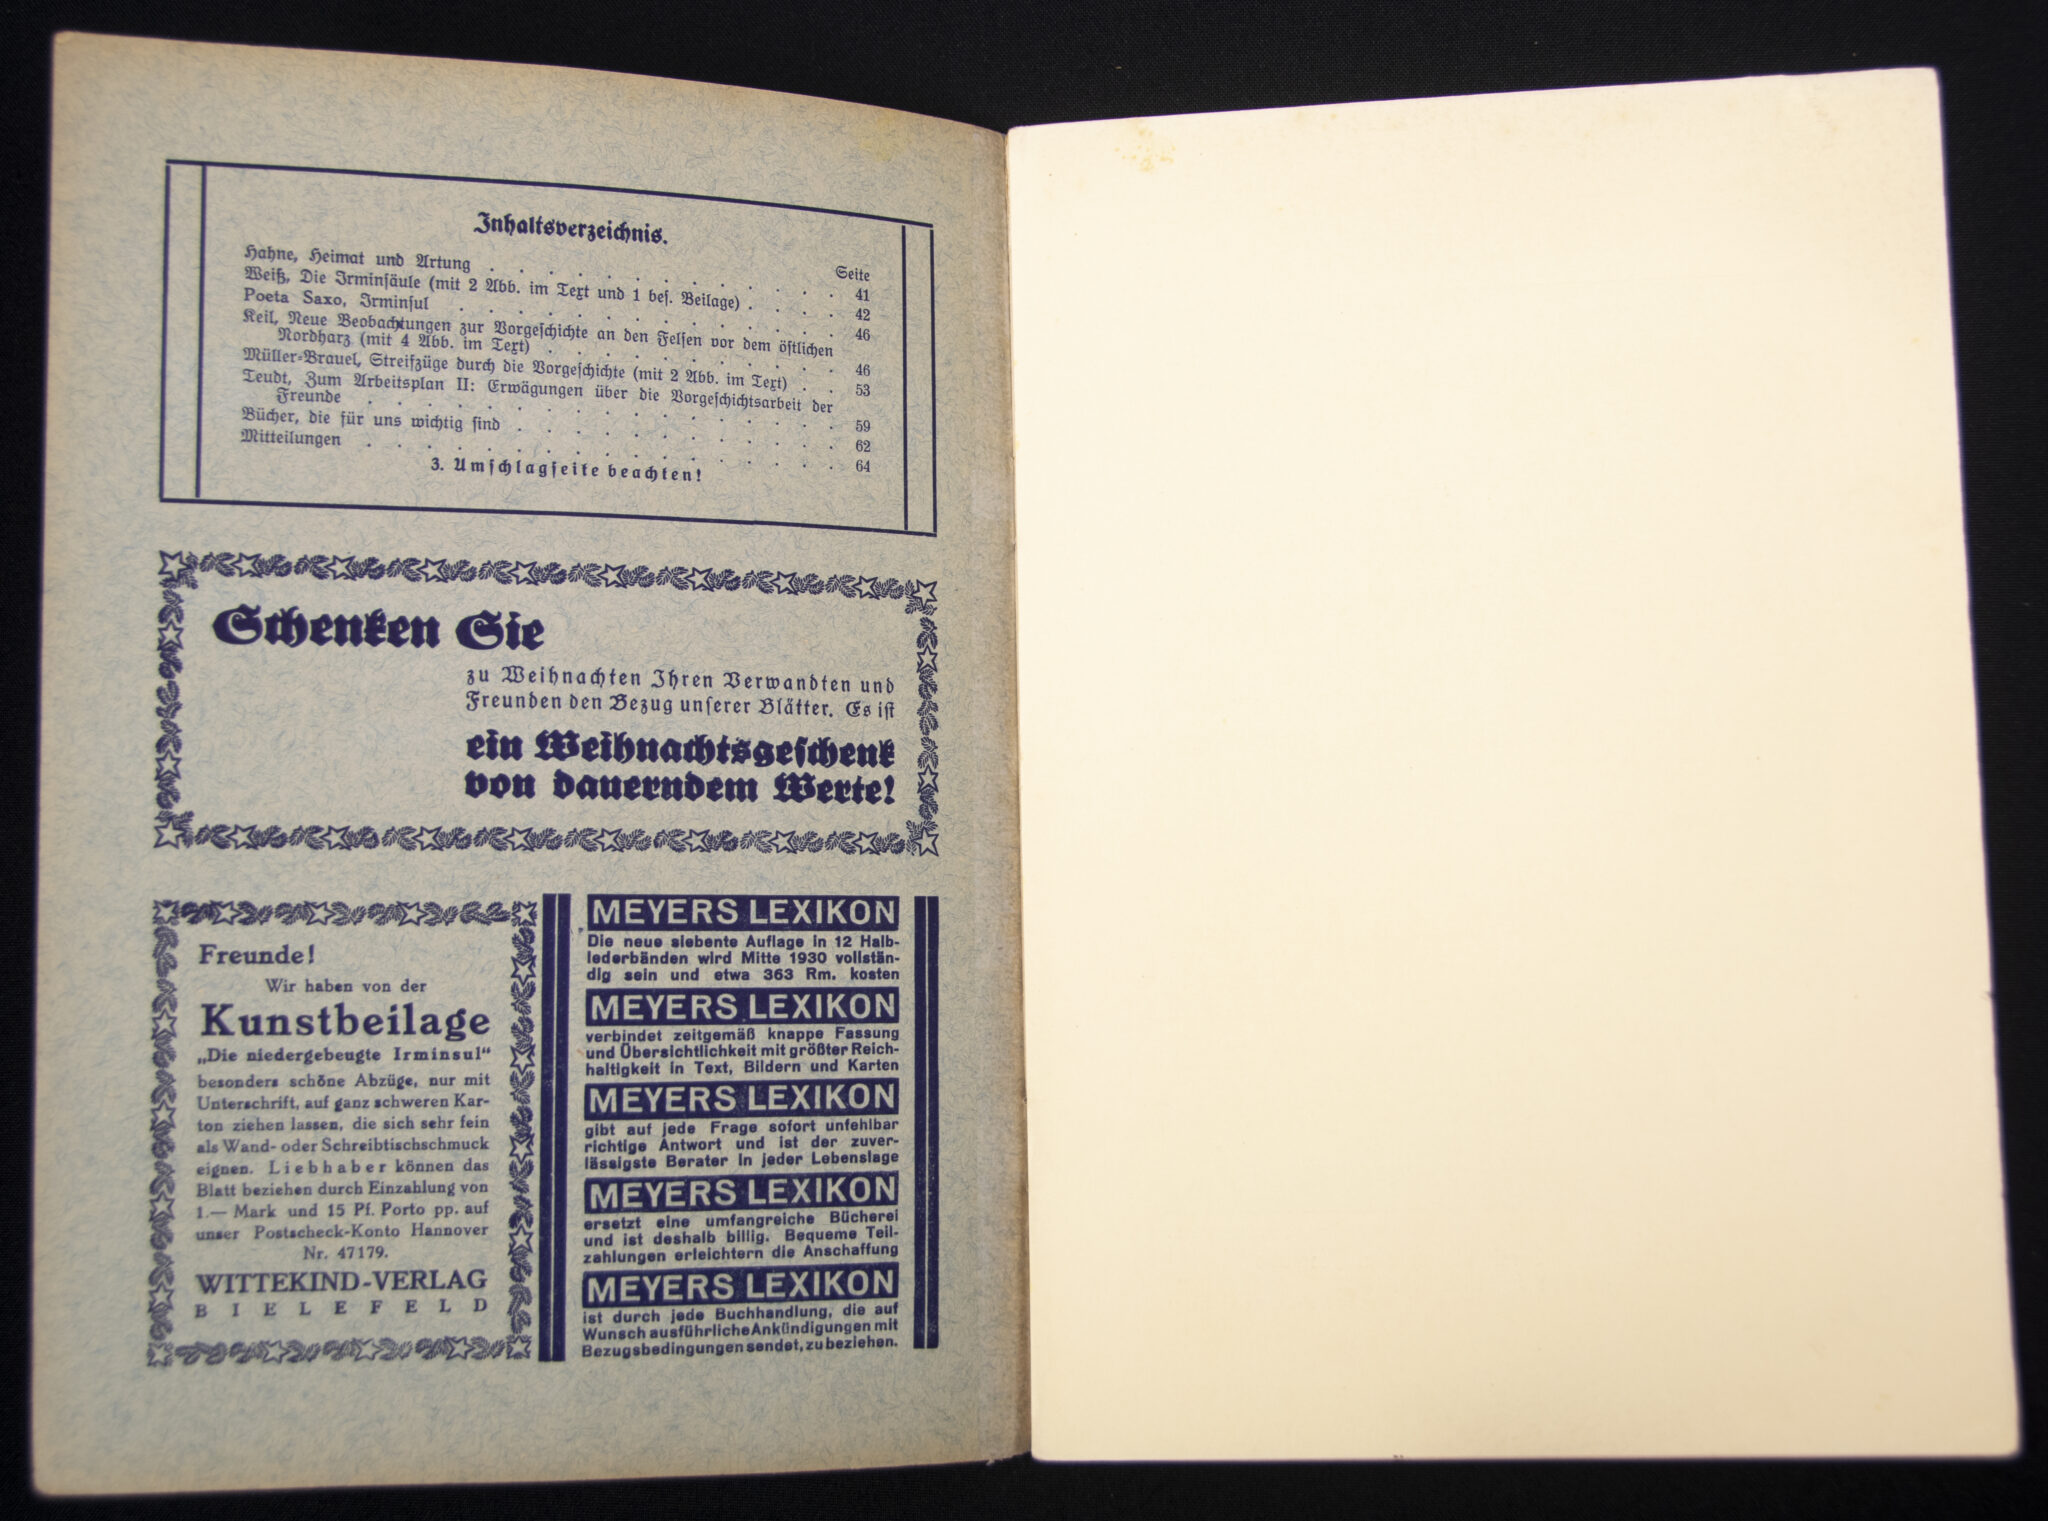 Inhaltsverzeichnis.
Seite
Hahne, Heimat und Artung . . . . . . . . . . . . 41
Weiß, Die Irminsäule (mit 2 Abb. im Text und 1 bes. Beilage) . . . . 42
Poeta Saxo, Irminsul . . . . . . . . . . . . . 46
Keil, Neue Beobachtungen zur Vorgeschichte an den Felsen vor dem östlichen
Nordharz (mit 4 Abb. im Text) . . . . . . . . . . 46
Müller-Brauel, Streifzüge durch die Vorgeschichte (mit 2 Abb. im Text) . . 53
Teudt, Zum Arbeitsplan II: Erwägungen über die Vorgeschichtsarbeit der
Freunde . . . . . . . . . . . . . . . . 59
Bücher, die für uns wichtig sind . . . . . . . . . . . 62
Mitteilungen . . . . . . . . . . . . . . . . 64
3. Umschlagseite beachten!
Schenken Sie
zu Weihnachten Ihren Verwandten und
Freunden den Bezug unserer Blätter. Es ist
ein Weihnachtsgeschenk
von dauerndem Werte!
Freunde!
Wir haben von der
Kunstbeilage
„Die niedergebeugte Irminsul“
besonders schöne Abzüge, nur mit
Unterschrift, auf ganz schweren Kar-
ton ziehen lassen, die sich sehr fein
als Wand- oder Schreibtischschmuck
eignen. Liebhaber können das
Blatt beziehen durch Einzahlung von
1.— Mark und 15 Pf. Porto pp. auf
unser Postscheck-Konto Hannover
Nr. 47179.
WITTEKIND-VERLAG
BIELEFELD
MEYERS LEXIKON
Die neue siebente Auflage in 12 Halb-
lederbänden wird Mitte 1930 vollstän-
dig sein und etwa 363 Rm. kosten
MEYERS LEXIKON
verbindet zeitgemäß knappe Fassung
und Übersichtlichkeit mit größter Reich-
haltigkeit in Text, Bildern und Karten
MEYERS LEXIKON
gibt auf jede Frage sofort unfehlbar
richtige Antwort und ist der zuver-
lässigste Berater in jeder Lebenslage
MEYERS LEXIKON
ersetzt eine umfangreiche Bücherei
und ist deshalb billig. Bequeme Teil-
zahlungen erleichtern die Anschaffung
MEYERS LEXIKON
ist durch jede Buchhandlung, die auf
Wunsch ausführliche Ankündigungen mit
Bezugsbedingungen sendet, zu beziehen.